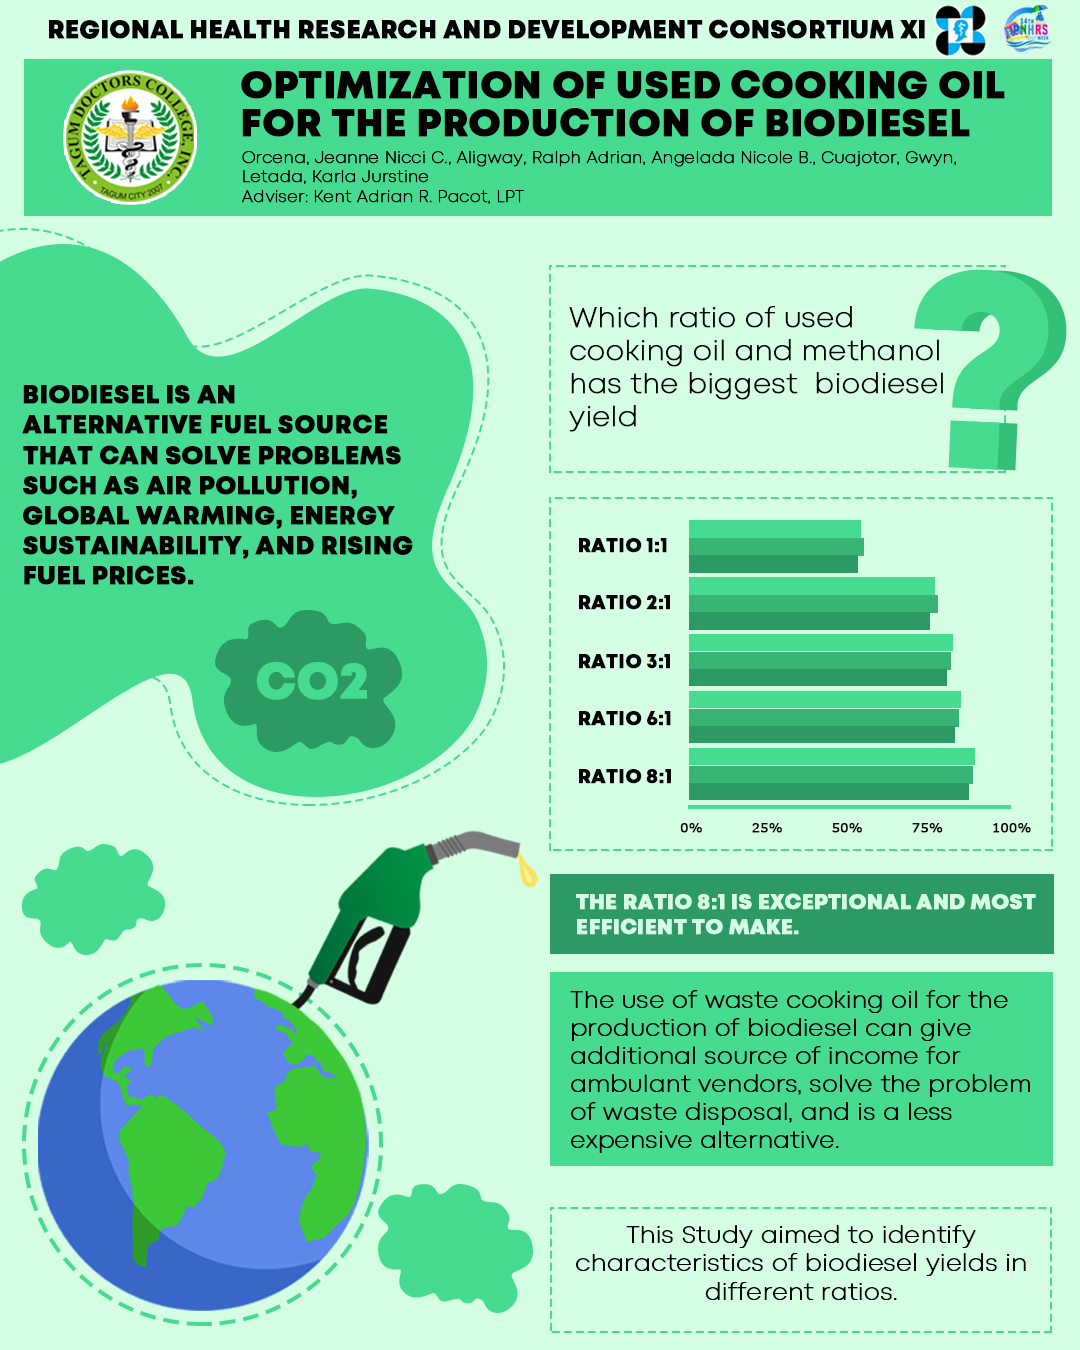 REGIONAL HEALTH RESEARCH AND DEVELOPMENT CONSORTIUM XI
14th
PNHRS
WEEK
TAGUM DOCTORS COLLEGE, INC.
TAGUM CITY 2007
OPTIMIZATION OF USED COOKING OIL
FOR THE PRODUCTION OF BIODIESEL
Orcena, Jeanne Nicci C., Aligway, Ralph Adrian, Angelada Nicole B., Cuajotor, Gwyn,
Letada, Karla Jurstine
Adviser: Kent Adrian R. Pacot, LPT
BIODIESEL IS AN
ALTERNATIVE FUEL SOURCE
THAT CAN SOLVE PROBLEMS
SUCH AS AIR POLLUTION,
GLOBAL WARMING, ENERGY
SUSTAINABILITY, AND RISING
FUEL PRICES.
CO2
Which ratio of used
cooking oil and methanol
has the biggest biodiesel
yield
?
RATIO 1:1
RATIO 2:1
RATIO 3:1
RATIO 6:1
RATIO 8:1
0% 25% 50% 75% 100%
THE RATIO 8:1 IS EXCEPTIONAL AND MOST
EFFICIENT TO MAKE.
The use of waste cooking oil for the
production of biodiesel can give
additional source of income for
ambulant vendors, solve the problem
of waste disposal, and is a less
expensive alternative.
This Study aimed to identify
characteristics of biodiesel yields in
different ratios.